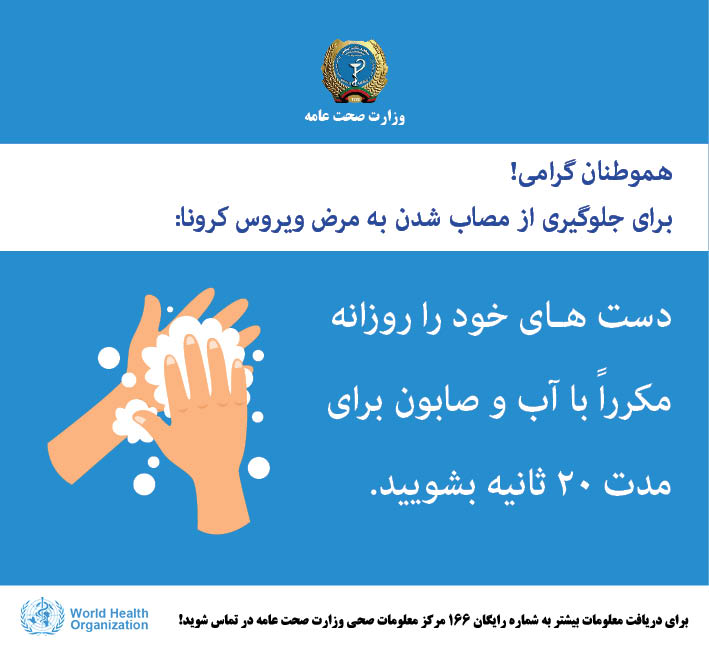 وزارت صحت عامه
هموطنان گرامی!
برای جلوگیری از مصاب شدن به مرض ویروس کرونا:
دست هـای خود را روزانه
مکرراً با آب و صابون برای
مدت ۲۰ ثانیه بشویید.
برای دریافت معلومات بیشتر به شماره رایگان ۱۶۶ مرکز معلومات صحی وزارت صحت عامه در تماس شوید!
World Health
Organization